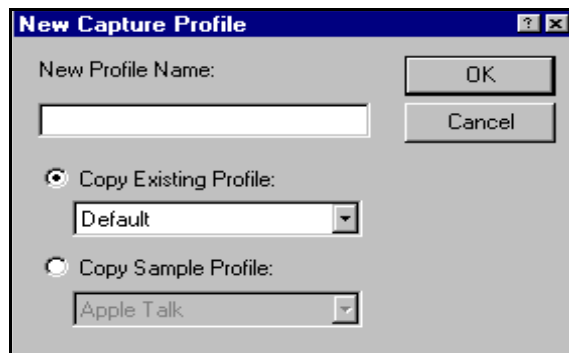 New Capture Profile
New Profile Name:
OK
Cancel
Copy Existing Profile:
Default
Copy Sample Profile:
Apple Talk